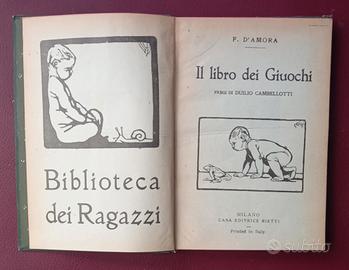 Biblioteca
dei Ragazzi
F. D'AMORA
Il libro dei Giuochi
FREGI DI DUILIO CAMBELLOTTI
MILANO
CASA EDITRICE BIETTI
Printed in Italy
subito